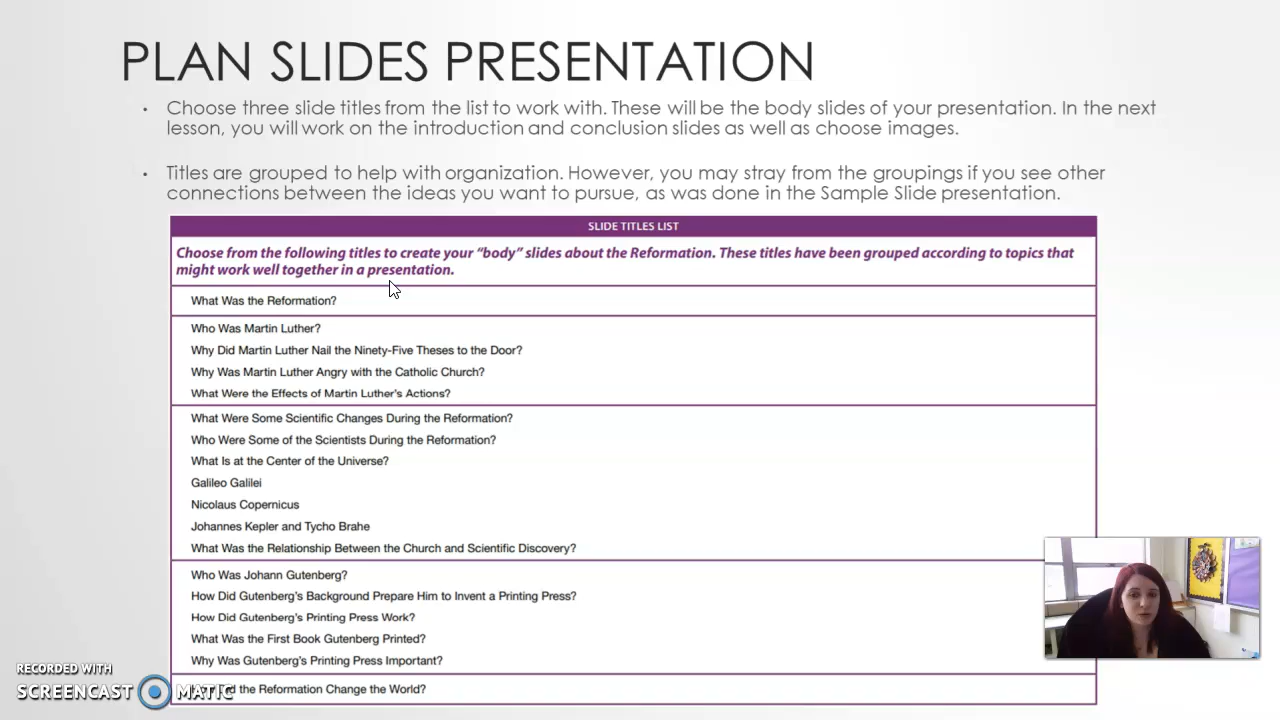 PLAN SLIDES PRESENTATION
• Choose three slide titles from the list to work with. These will be the body slides of your presentation. In the next
lesson, you will work on the introduction and conclusion slides as well as choose images.
• Titles are grouped to help with organization. However, you may stray from the groupings if you see other
connections between the ideas you want to pursue, as was done in the Sample Slide presentation.
SLIDE TITLES LIST
Choose from the following titles to create your “body” slides about the Reformation. These titles have been grouped according to topics that
might work well together in a presentation.
What Was the Reformation?
Who Was Martin Luther?
Why Did Martin Luther Nail the Ninety-Five Theses to the Door?
Why Was Martin Luther Angry with the Catholic Church?
What Were the Effects of Martin Luther's Actions?
What Were Some Scientific Changes During the Reformation?
Who Were Some of the Scientists During the Reformation?
What Is at the Center of the Universe?
Galileo Galilei
Nicolaus Copernicus
Johannes Kepler and Tycho Brahe
What Was the Relationship Between the Church and Scientific Discovery?
Who Was Johann Gutenberg?
How Did Gutenberg's Background Prepare Him to Invent a Printing Press?
How Did Gutenberg's Printing Press Work?
What Was the First Book Gutenberg Printed?
Why Was Gutenberg's Printing Press Important?
the Reformation Change the World?
RECORDED WITH
SCREENCAST MATIC